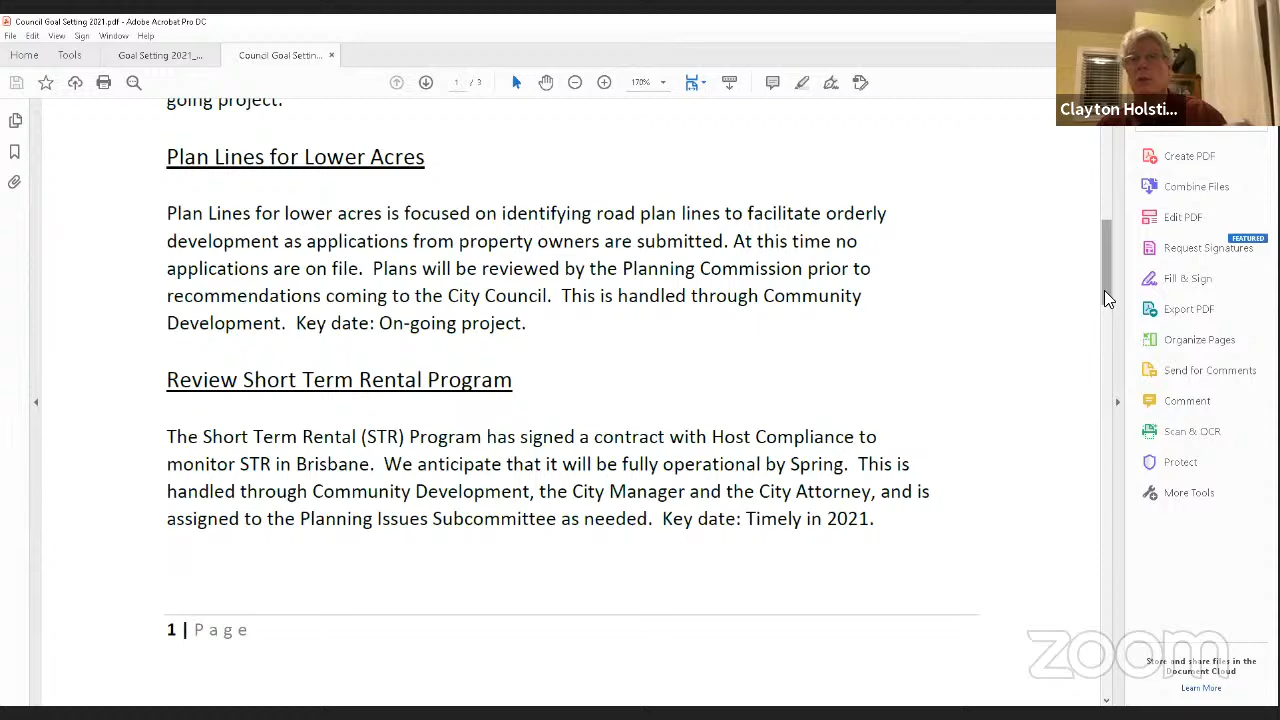 Council Goal Setting 2021.pdf - Adobe Acrobat Pro DC
File Edit View Sign Window Help
Home Tools Goal Setting 2021_... Council Goal Settin... ×
1 / 170%
going project.
Plan Lines for Lower Acres
Plan Lines for lower acres is focused on identifying road plan lines to facilitate orderly
development as applications from property owners are submitted. At this time no
applications are on file. Plans will be reviewed by the Planning Commission prior to
recommendations coming to the City Council. This is handled through Community
Development. Key date: On-going project.
Review Short Term Rental Program
The Short Term Rental (STR) Program has signed a contract with Host Compliance to
monitor STR in Brisbane. We anticipate that it will be fully operational by Spring. This is
handled through Community Development, the City Manager and the City Attorney, and is
assigned to the Planning Issues Subcommittee as needed. Key date: Timely in 2021.
1 | Page
Clayton Holsti...
Create PDF
Combine Files
Edit PDF
FEATURED
Request Signatures
Fill & Sign
Export PDF
Organize Pages
Send for Comments
Comment
Scan & OCR
Protect
More Tools
zoom
Store and share files in the
Document Cloud
Learn More